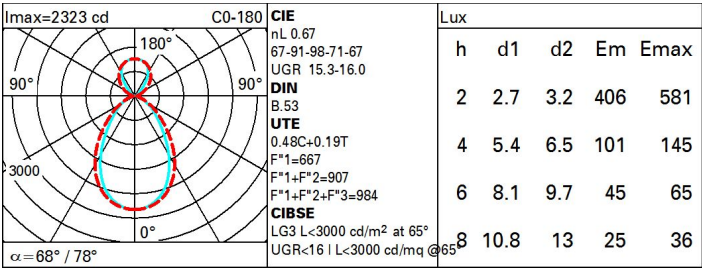 Imax=2323 cd C0-180
180°
90° 90°
3000
0°
α=68° / 78°
CIE
nL 0.67
67-91-98-71-67
UGR 15.3-16.0
DIN
B.53
UTE
0.48C+0.19T
F"1=667
F"1+F"2=907
F"1+F"2+F"3=984
CIBSE
LG3 L<3000 cd/m² at 65°
UGR<16 | L<3000 cd/mq @65°
Lux
h d1 d2 Em Emax
2 2.7 3.2 406 581
4 5.4 6.5 101 145
6 8.1 9.7 45 65
8 10.8 13 25 36